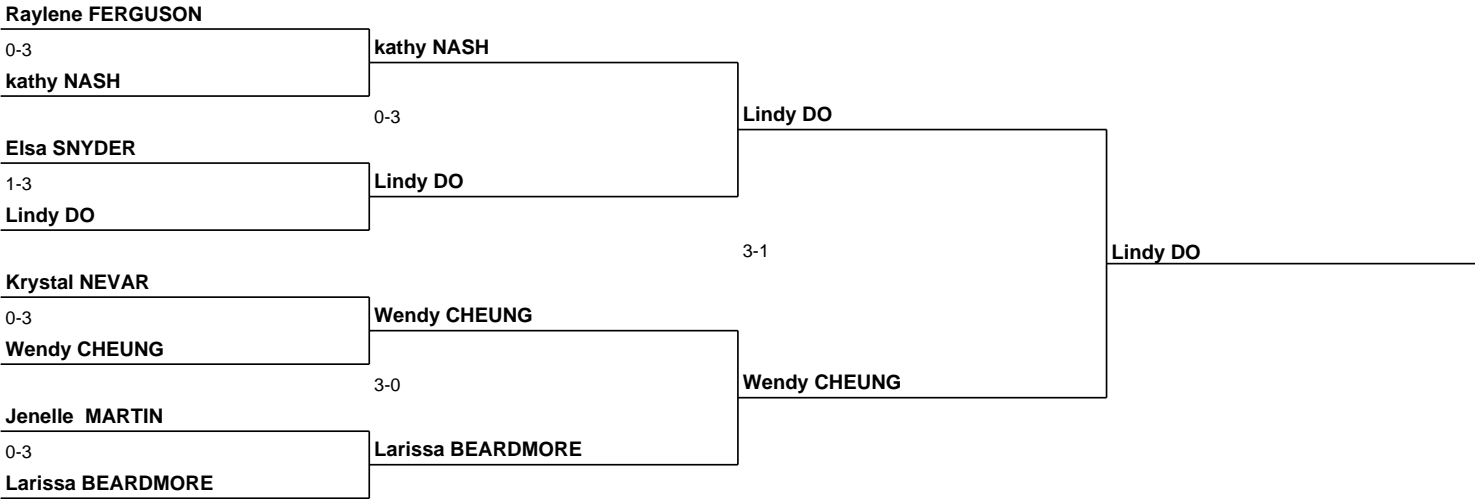 Raylene FERGUSON
0-3
kathy NASH
kathy NASH
0-3
Lindy DO
Elsa SNYDER
1-3
Lindy DO
Lindy DO
3-1
Lindy DO
Krystal NEVAR
0-3
Wendy CHEUNG
Wendy CHEUNG
3-0
Wendy CHEUNG
Jenelle  MARTIN
0-3
Larissa BEARDMORE
Larissa BEARDMORE